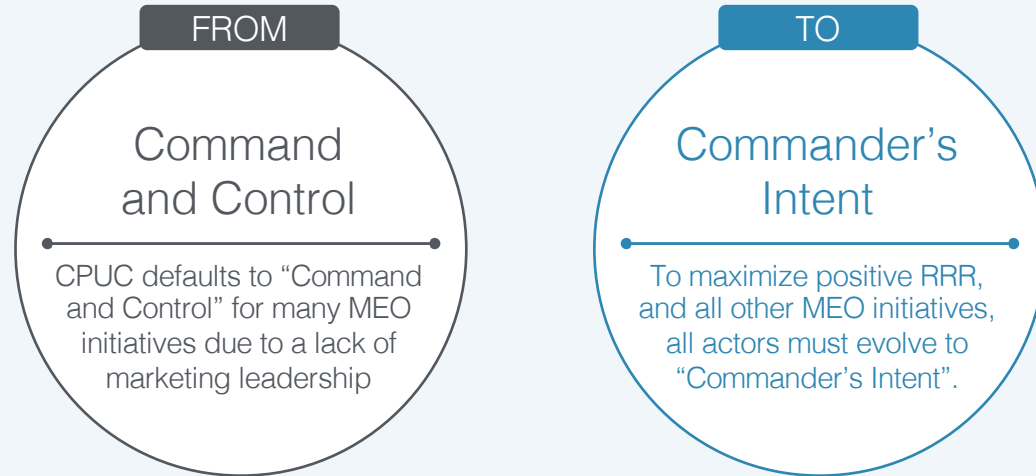 FROM
Command
and Control
CPUC defaults to “Command
and Control” for many MEO
initiatives due to a lack of
marketing leadership
TO
Commander’s
Intent
To maximize positive RRR,
and all other MEO initiatives,
all actors must evolve to
“Commander’s Intent”.